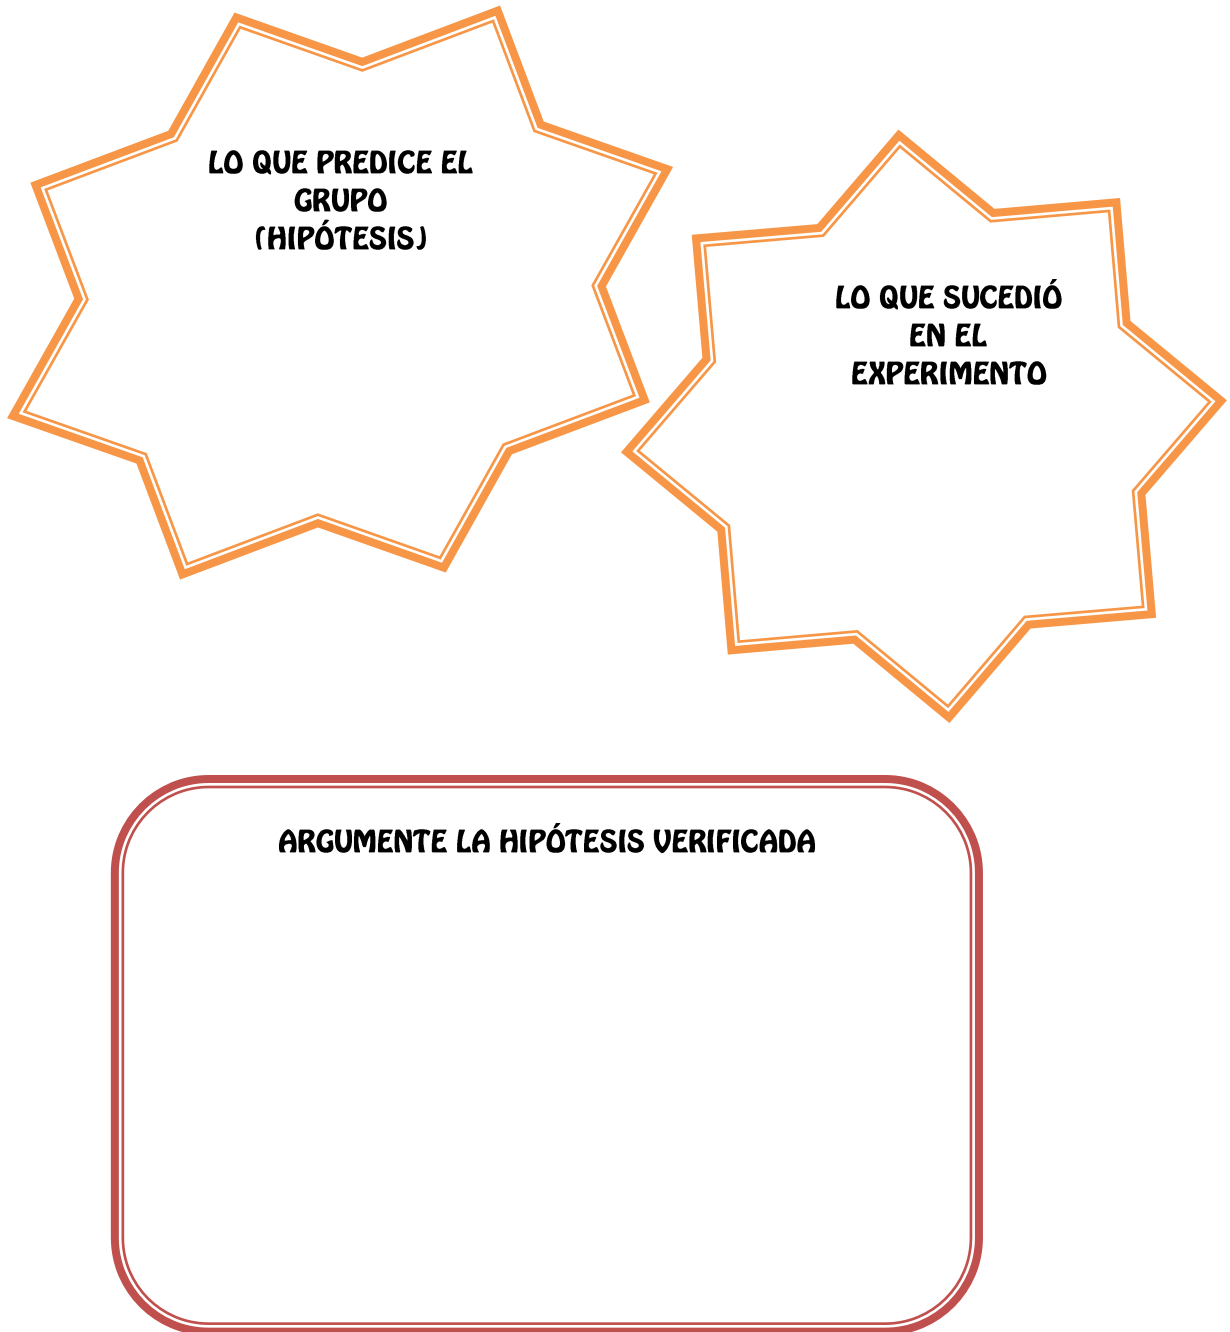 LO QUE PREDICE EL
GRUPO
(HIPÓTESIS)
LO QUE SUCEDIÓ
EN EL
EXPERIMENTO
ARGUMENTE LA HIPÓTESIS VERIFICADA